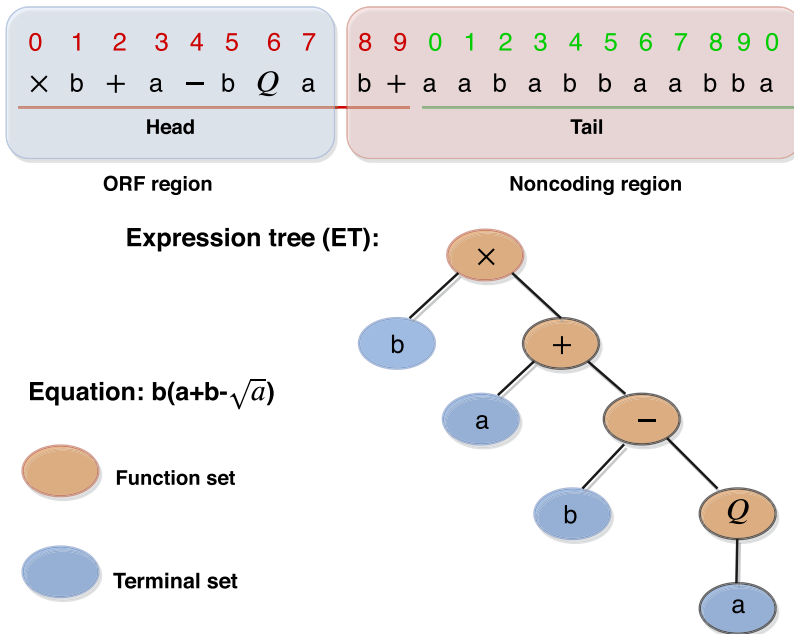 0 1 2 3 4 5 6 7 8 9 0 1 2 3 4 5 6 7 8 9 0
× b + a − b Q a b + a a b a b b a a b b a
Head Tail
ORF region Noncoding region
Expression tree (ET):
×
b +
Equation: b(a+b-√a)
a −
Function set
b Q
Terminal set
a